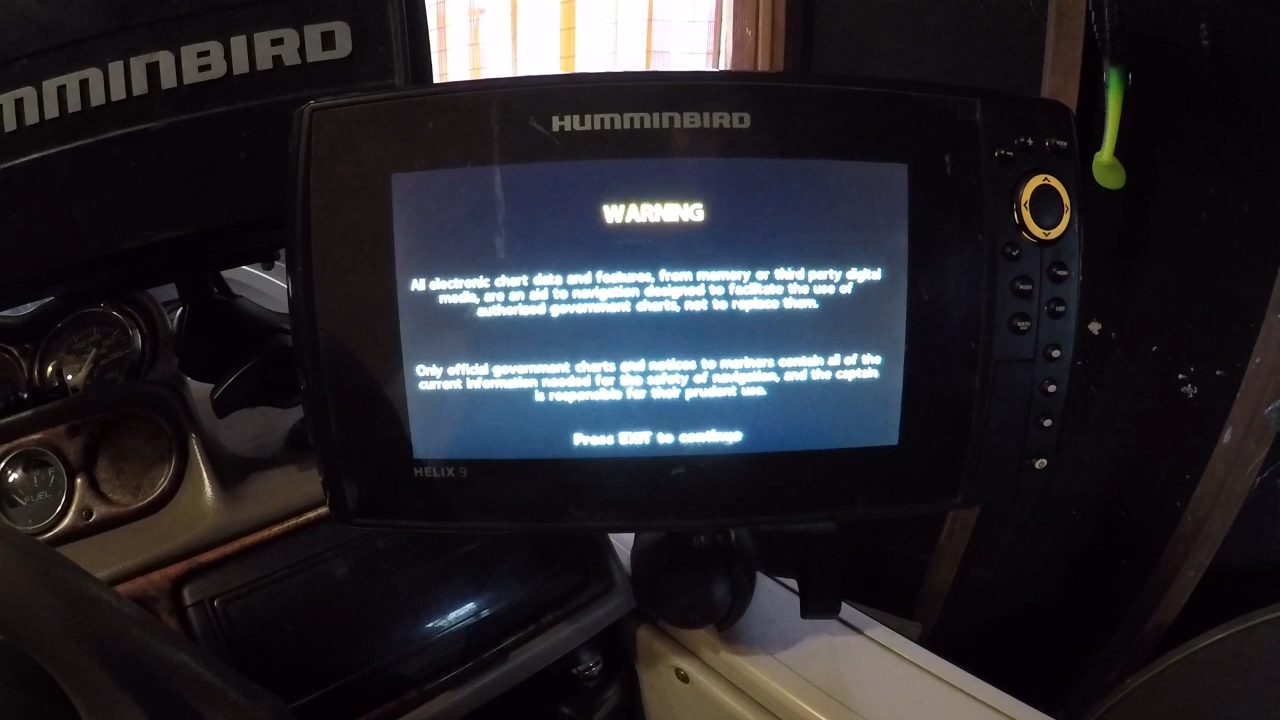 MMINBIRD
HUMMINBIRD
WARNING
All electronic chart data and features, from memory or third party digital
media, are an aid to navigation designed to facilitate the use of
authorized government charts, not to replace them.
Only official government charts and notices to mariners contain all of the
current information needed for the safety of navigation, and the captain
is responsible for their prudent use.
Press EXIT to continue
HELIX 9
FUEL